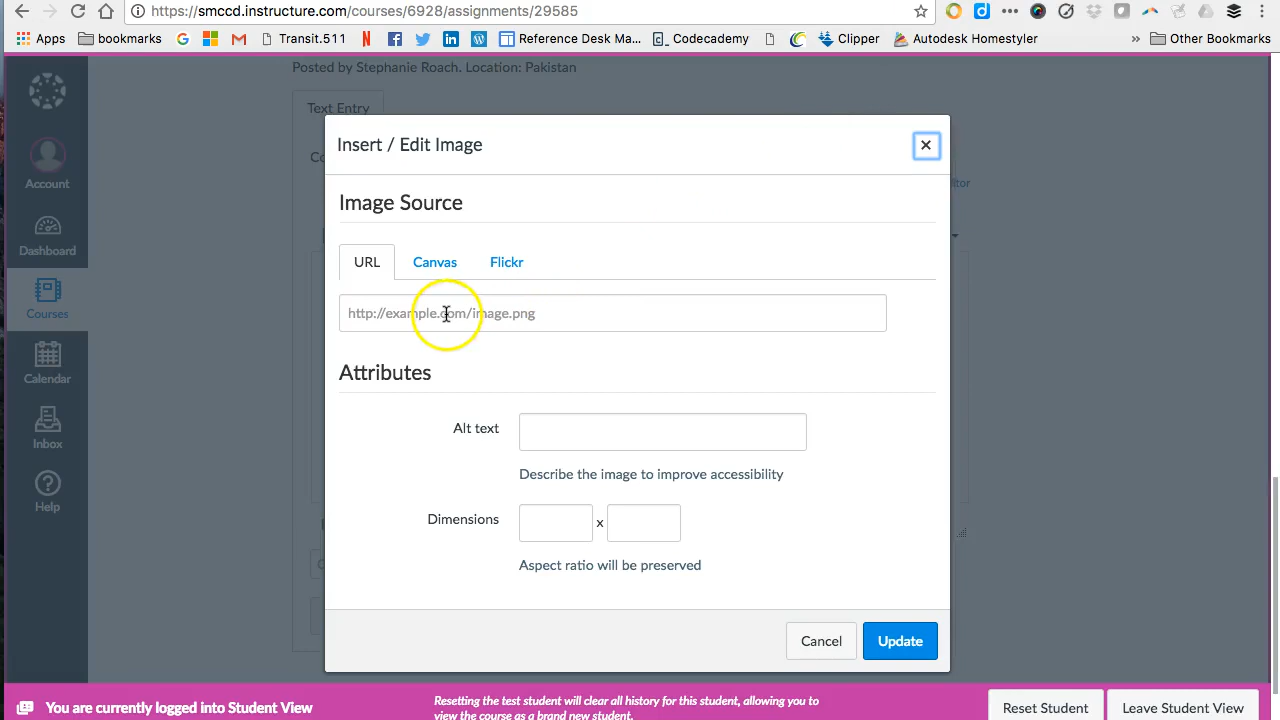 https://smccd.instructure.com/courses/6928/assignments/29585
Apps bookmarks Transit.511 Reference Desk Ma... Codecademy Clipper Autodesk Homestyler » Other Bookmarks
Posted by Stephanie Roach. Location: Pakistan
Text Entry
Insert / Edit Image
Account
Image Source
Dashboard
URL Canvas Flickr
http://example.com/image.png
Courses
Attributes
Calendar
Alt text
Describe the image to improve accessibility
Inbox
Dimensions x
Aspect ratio will be preserved
Help
Cancel Update
You are currently logged into Student View
Resetting the test student will clear all history for this student, allowing you to
view the course as a brand new student.
Reset Student Leave Student View